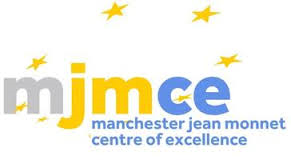 mjmce
manchester jean monnet
centre of excellence